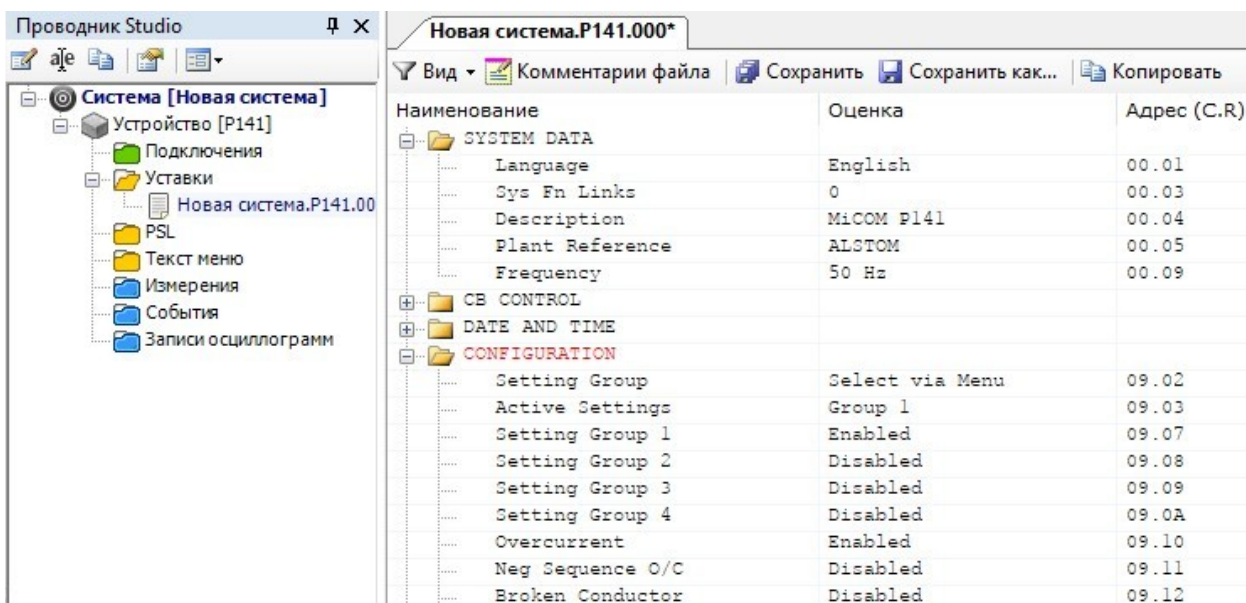 Проводник Studio
Система [Новая система]
Устройство [P141]
Подключения
Уставки
Новая система.P141.00
PSL
Текст меню
Измерения
События
Записи осциллограмм
Новая система.P141.000*
Вид Комментарии файла Сохранить Сохранить как... Копировать
Наименование Оценка Адрес (C.R)
SYSTEM DATA
Language English 00.01
Sys Fn Links 0 00.03
Description MiCOM P141 00.04
Plant Reference ALSTOM 00.05
Frequency 50 Hz 00.09
CB CONTROL
DATE AND TIME
CONFIGURATION
Setting Group Select via Menu 09.02
Active Settings Group 1 09.03
Setting Group 1 Enabled 09.07
Setting Group 2 Disabled 09.08
Setting Group 3 Disabled 09.09
Setting Group 4 Disabled 09.0A
Overcurrent Enabled 09.10
Neg Sequence O/C Disabled 09.11
Broken Conductor Disabled 09.12